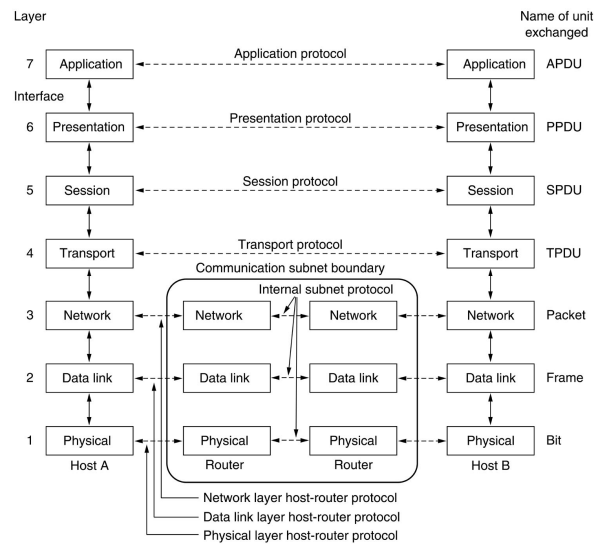 Layer
Name of unit
exchanged
Application protocol
7 Application Application APDU
Interface
Presentation protocol
6 Presentation Presentation PPDU
Session protocol
5 Session Session SPDU
Transport protocol
4 Transport Transport TPDU
Communication subnet boundary
Internal subnet protocol
3 Network Network Network Network Packet
2 Data link Data link Data link Data link Frame
1 Physical Physical Physical Physical Bit
Host A Router Router Host B
Network layer host-router protocol
Data link layer host-router protocol
Physical layer host-router protocol